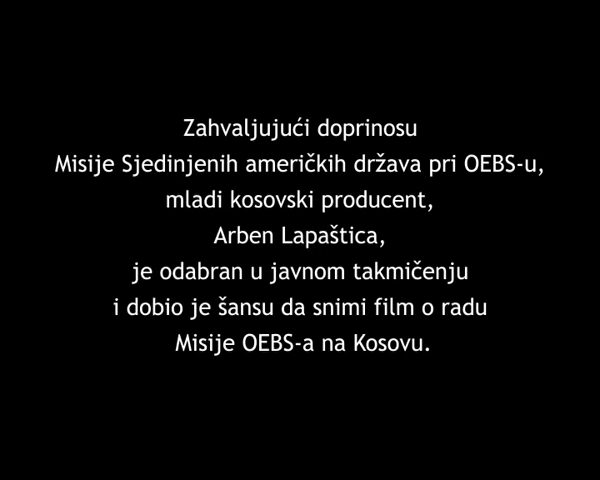 Zahvaljujući doprinosu
Misije Sjedinjenih američkih država pri OEBS-u,
mladi kosovski producent,
Arben Lapaštica,
je odabran u javnom takmičenju
i dobio je šansu da snimi film o radu
Misije OEBS-a na Kosovu.